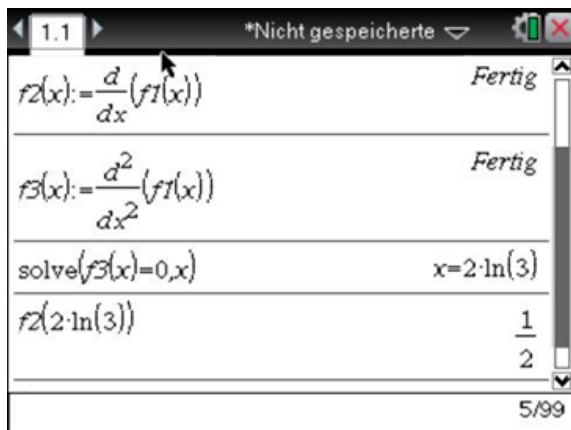 1.1 *Nicht gespeicherte
f2(x):=d/dx(f1(x)) Fertig
f3(x):=d²/dx²(f1(x)) Fertig
solve(f3(x)=0,x) x=2·ln(3)
f2(2·ln(3)) 1/2
5/99